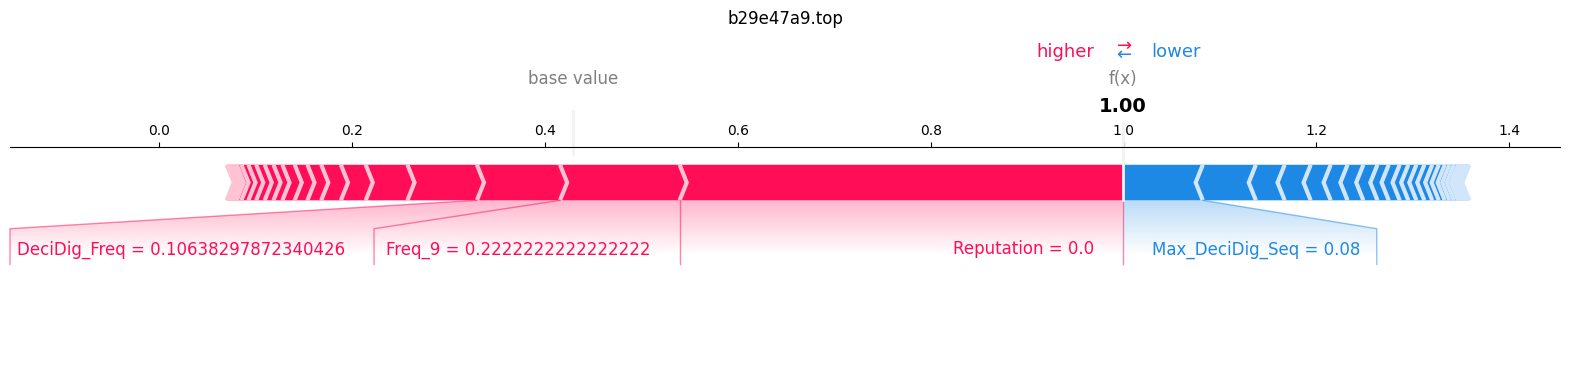 b29e47a9.top
higher → ← lower
base value f(x)
1.00
0.0 0.2 0.4 0.6 0.8 1.0 1.2 1.4
DeciDig_Freq = 0.10638297872340426 Freq_9 = 0.2222222222222222 Reputation = 0.0 Max_DeciDig_Seq = 0.08